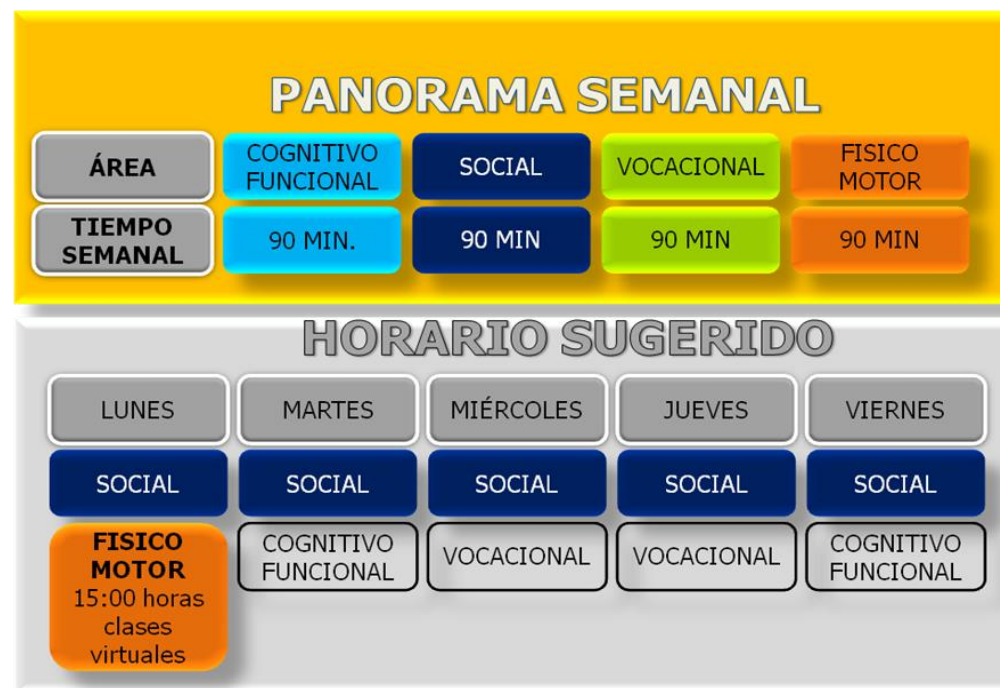 PANORAMA SEMANAL
ÁREA
COGNITIVO
FUNCIONAL
SOCIAL
VOCACIONAL
FISICO
MOTOR
TIEMPO
SEMANAL
90 MIN.
90 MIN
90 MIN
90 MIN
HORARIO SUGERIDO
LUNES
MARTES
MIÉRCOLES
JUEVES
VIERNES
SOCIAL
SOCIAL
SOCIAL
SOCIAL
SOCIAL
FISICO
MOTOR
15:00 horas
clases
virtuales
COGNITIVO
FUNCIONAL
VOCACIONAL
VOCACIONAL
COGNITIVO
FUNCIONAL